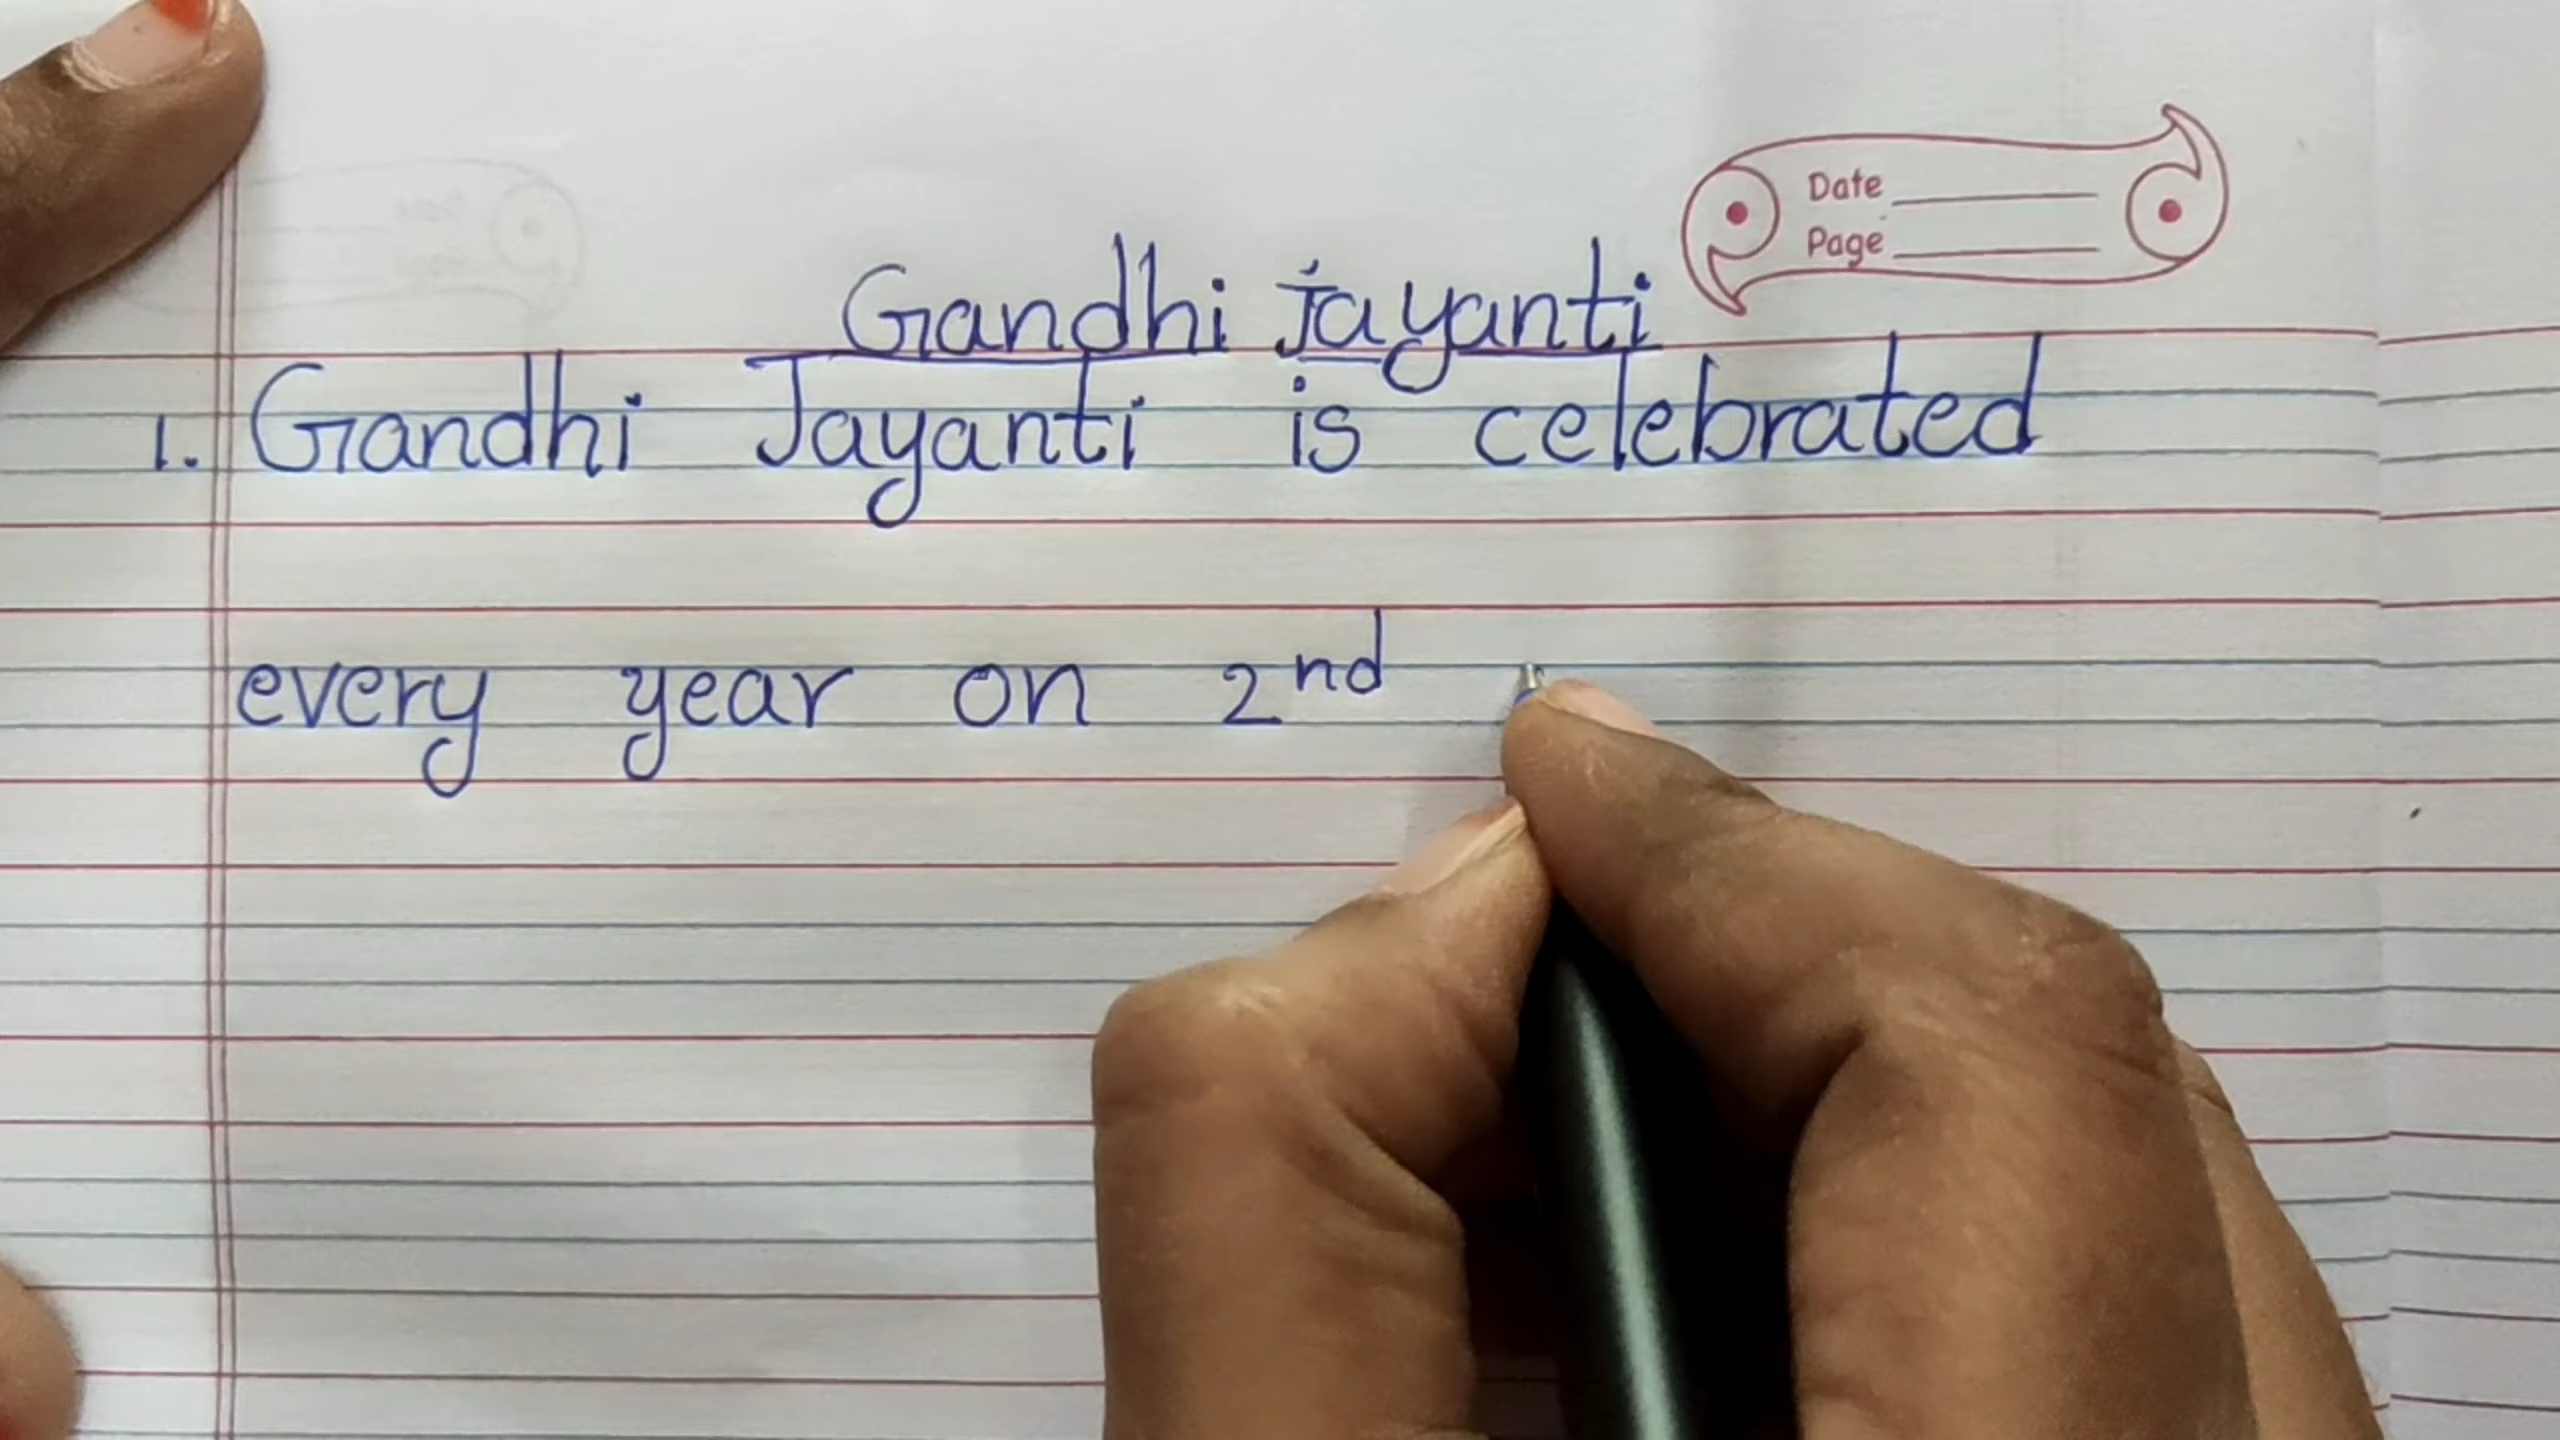 Date
Page
Gandhi Jayanti
1. Gandhi Jayanti is celebrated
every year on 2nd